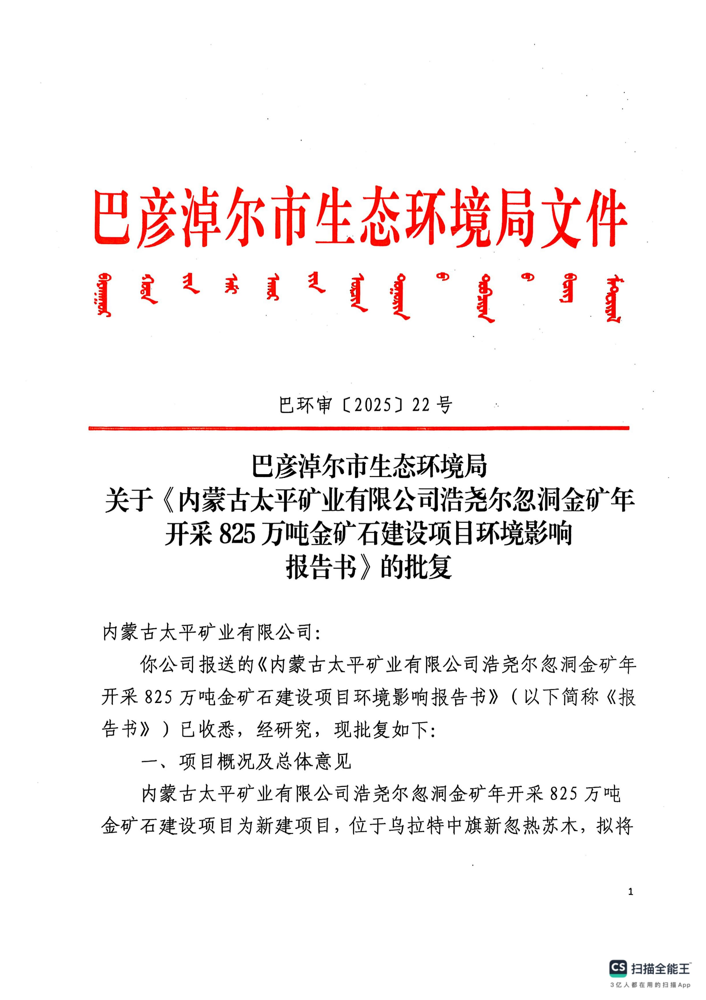 巴彦淖尔市生态环境局文件
巴环审〔2025〕22 号
巴彦淖尔市生态环境局
关于《内蒙古太平矿业有限公司浩尧尔忽洞金矿年
开采 825 万吨金矿石建设项目环境影响
报告书》的批复
内蒙古太平矿业有限公司：
你公司报送的《内蒙古太平矿业有限公司浩尧尔忽洞金矿年
开采 825 万吨金矿石建设项目环境影响报告书》（以下简称《报
告书》）已收悉，经研究，现批复如下：
一、项目概况及总体意见
内蒙古太平矿业有限公司浩尧尔忽洞金矿年开采 825 万吨
金矿石建设项目为新建项目，位于乌拉特中旗新忽热苏木，拟将
1
CS 扫描全能王™
3亿人都在用的扫描App